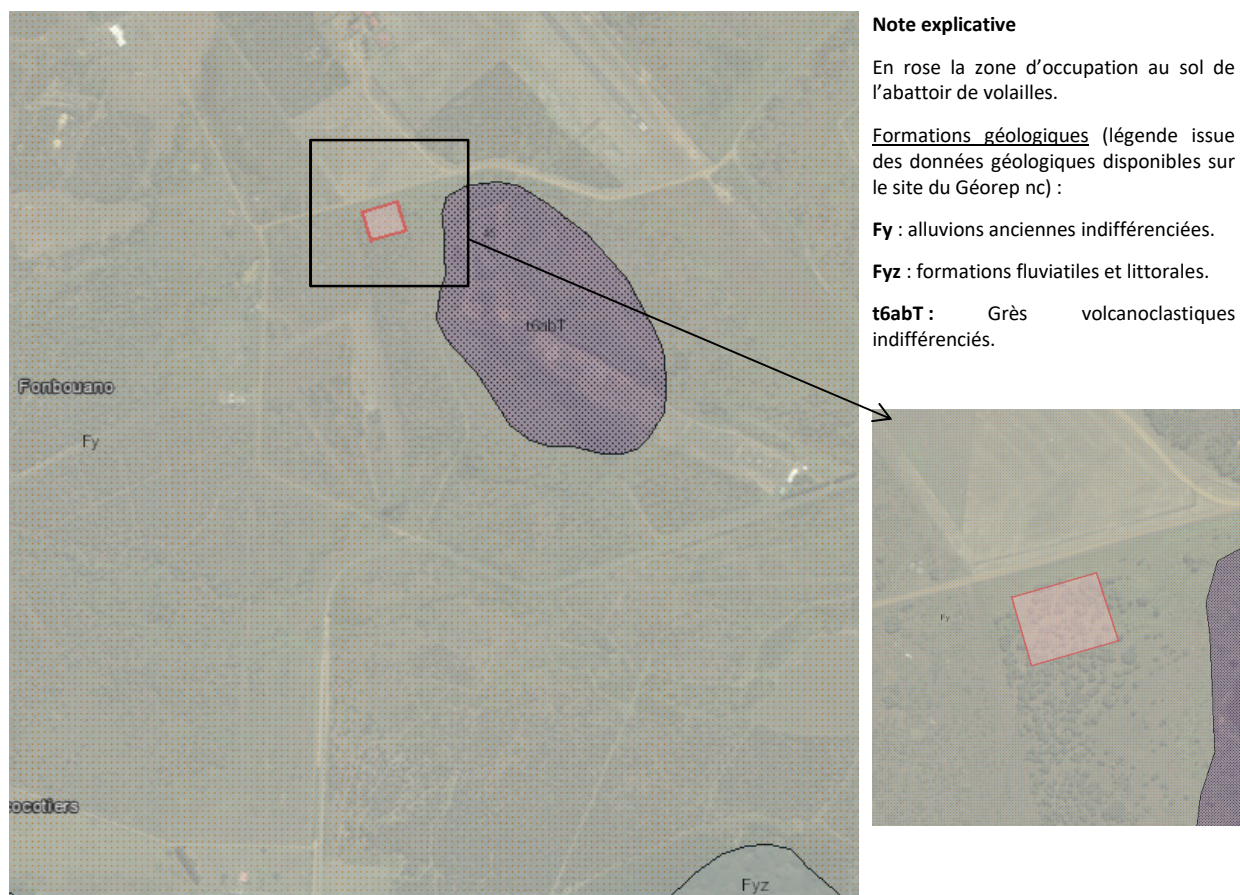 Note explicative
En rose la zone d’occupation au sol de
l’abattoir de volailles.
Formations géologiques (légende issue
des données géologiques disponibles sur
le site du Géorep nc) :
Fy : alluvions anciennes indifférenciées.
Fyz : formations fluviatiles et littorales.
t6abT : Grès volcanoclastiques
indifférenciés.
t6abT
Fonbouano
Fy
Fy
cocotiers
Fyz